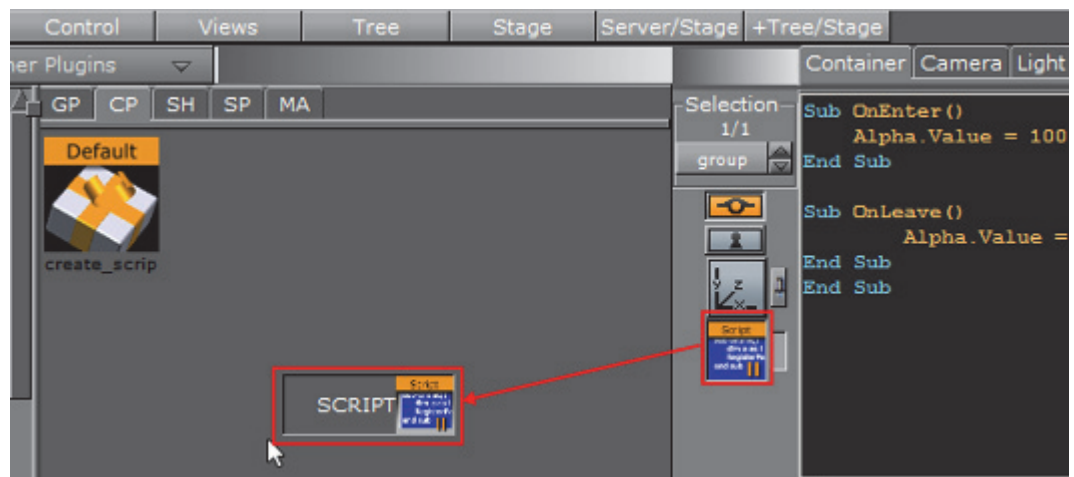 Control Views Tree Stage Server/Stage +Tree/Stage
er Plugins
Container Camera Light
GP CP SH SP MA
Selection
1/1
group
Default
create_scrip
Sub OnEnter()
Alpha.Value = 100
End Sub
Sub OnLeave()
Alpha.Value =
End Sub
End Sub
y z
x
Script
SCRIPT
Script